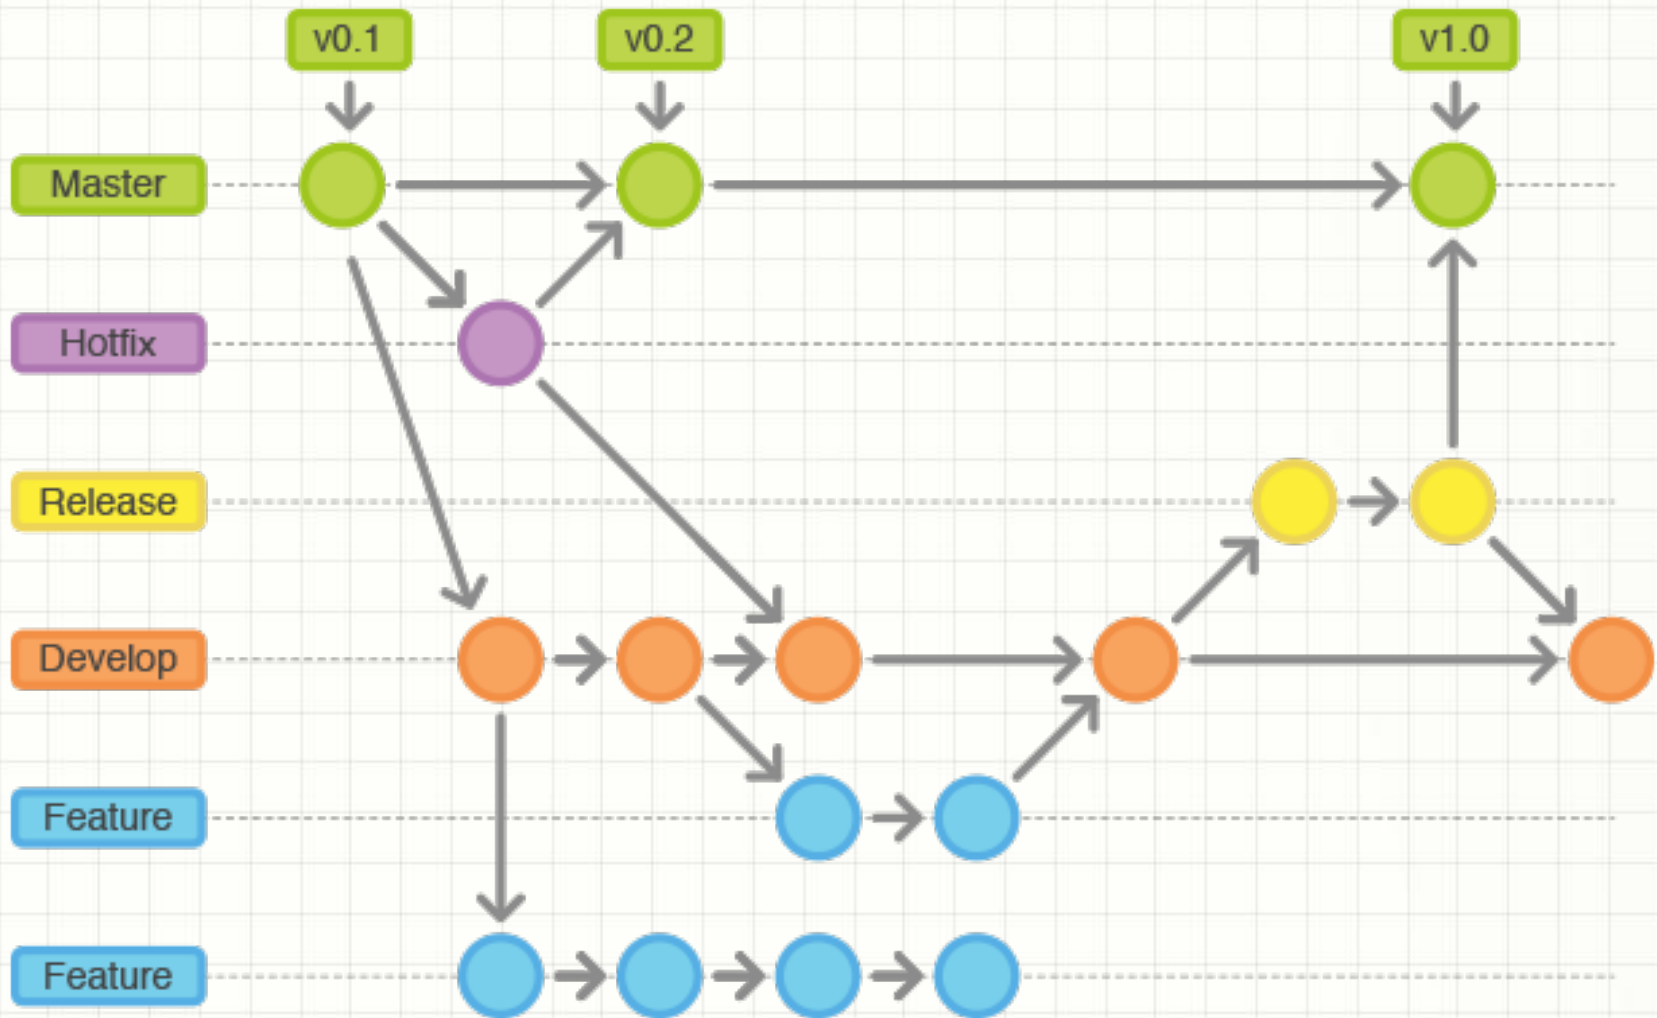 v0.1
v0.2
v1.0
Master
Hotfix
Release
Develop
Feature
Feature